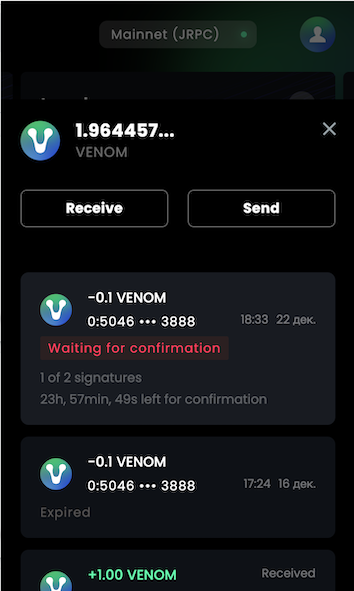 Mainnet (JRPC)
1.964457...
VENOM
Receive
Send
-0.1 VENOM
0:5046 ••• 3888
18:33 22 дек.
Waiting for confirmation
1 of 2 signatures
23h, 57min, 49s left for confirmation
-0.1 VENOM
0:5046 ••• 3888
17:24 16 дек.
Expired
+1.00 VENOM
Received